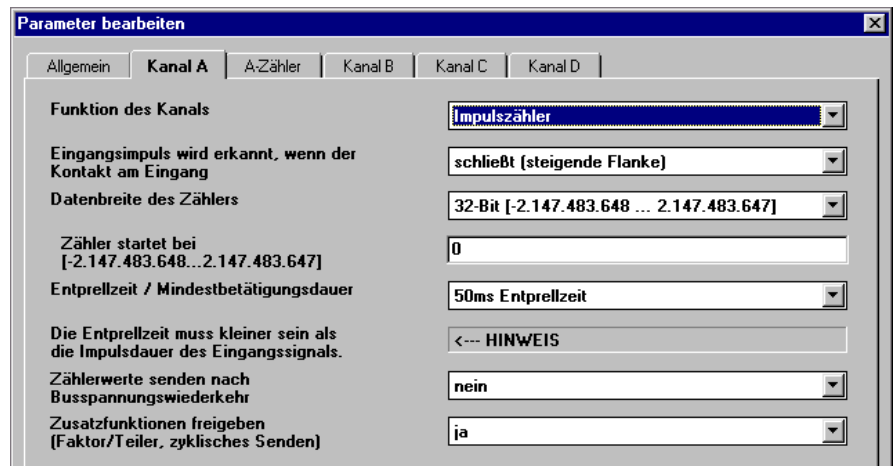 Parameter bearbeiten
Allgemein Kanal A A-Zähler Kanal B Kanal C Kanal D
Funktion des Kanals Impulszähler
Eingangsimpuls wird erkannt, wenn der
Kontakt am Eingang schließt (steigende Flanke)
Datenbreite des Zählers 32-Bit [-2.147.483.648 ... 2.147.483.647]
Zähler startet bei
[-2.147.483.648...2.147.483.647] 0
Entprellzeit / Mindestbetätigungsdauer 50ms Entprellzeit
Die Entprellzeit muss kleiner sein als
die Impulsdauer des Eingangssignals. <--- HINWEIS
Zählerwerte senden nach
Busspannungswiederkehr nein
Zusatzfunktionen freigeben
(Faktor/Teiler, zyklisches Senden) ja